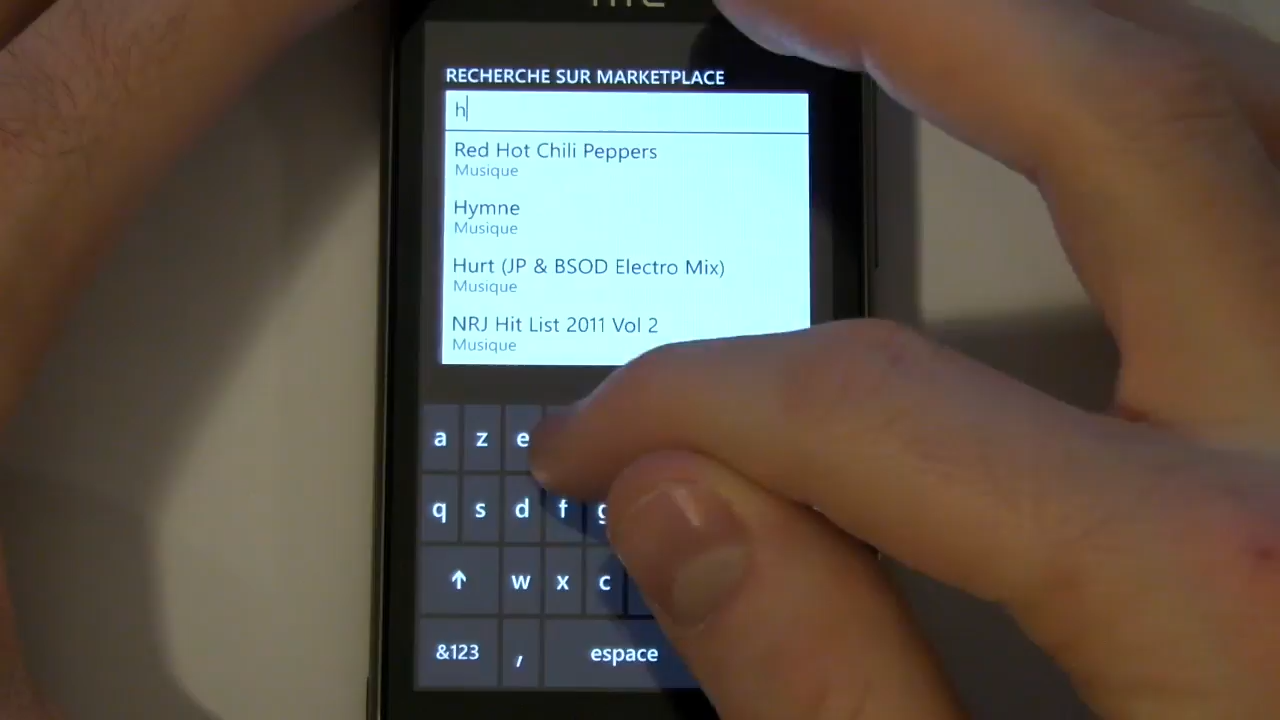 hTC
RECHERCHE SUR MARKETPLACE
h
Red Hot Chili Peppers
Musique
Hymne
Musique
Hurt (JP & BSOD Electro Mix)
Musique
NRJ Hit List 2011 Vol 2
Musique
a z e
q s d f g
w x c
&123 , espace